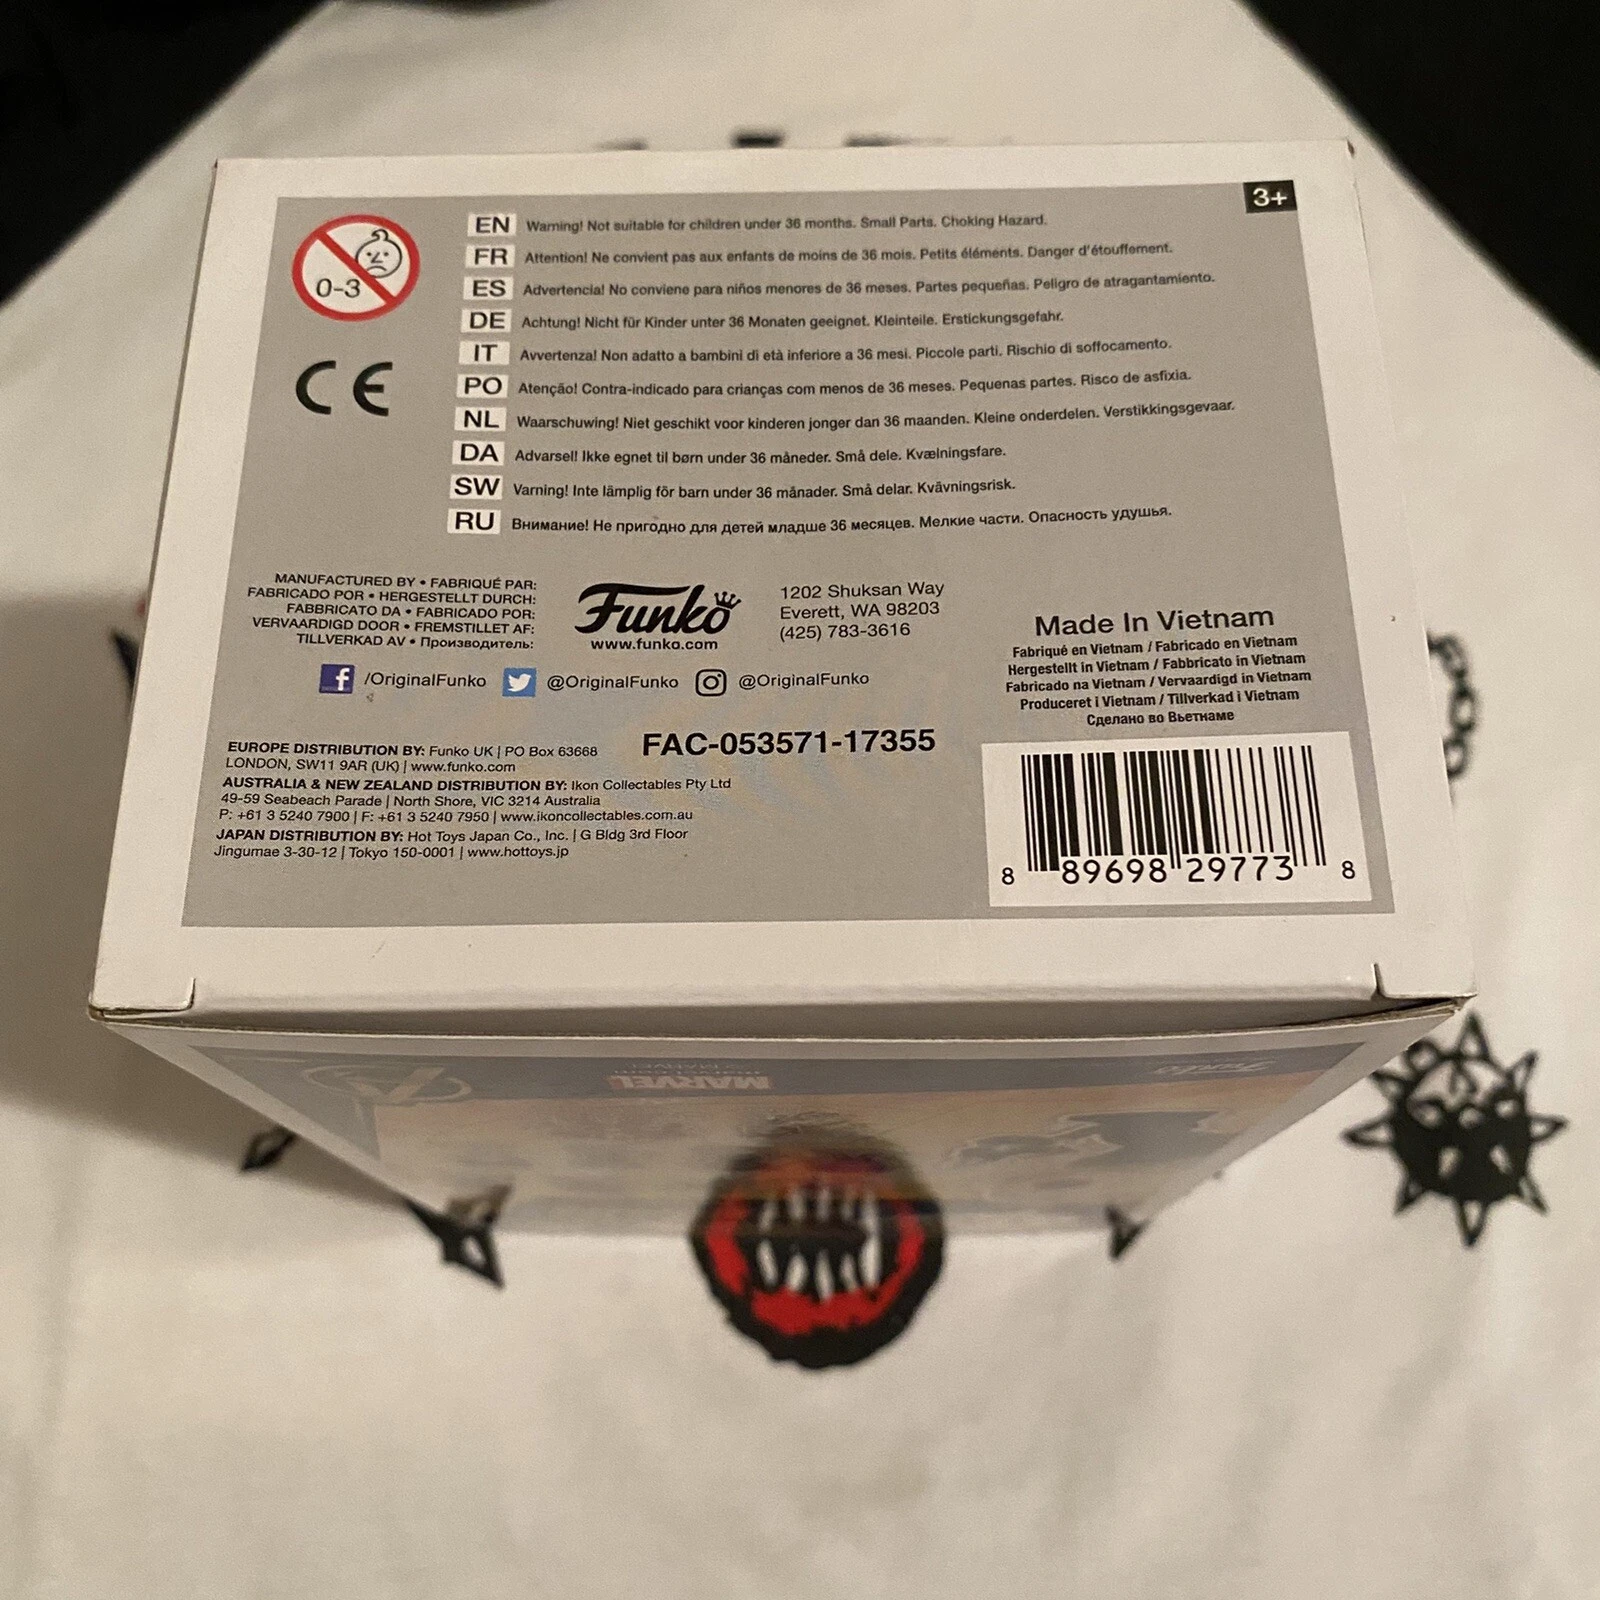 3+
0-3
CE
EN Warning! Not suitable for children under 36 months. Small Parts. Choking Hazard.
FR Attention! Ne convient pas aux enfants de moins de 36 mois. Petits éléments. Danger d'étouffement.
ES Advertencia! No conviene para niños menores de 36 meses. Partes pequeñas. Peligro de atragantamiento.
DE Achtung! Nicht für Kinder unter 36 Monaten geeignet. Kleinteile. Erstickungsgefahr.
IT Avvertenza! Non adatto a bambini di età inferiore a 36 mesi. Piccole parti. Rischio di soffocamento.
PO Atenção! Contra-indicado para crianças com menos de 36 meses. Pequenas partes. Risco de asfixia.
NL Waarschuwing! Niet geschikt voor kinderen jonger dan 36 maanden. Kleine onderdelen. Verstikkingsgevaar.
DA Advarsel! Ikke egnet til børn under 36 måneder. Små dele. Kvælningsfare.
SW Varning! Inte lämplig för barn under 36 månader. Små delar. Kvävningsrisk.
RU Внимание! Не пригодно для детей младше 36 месяцев. Мелкие части. Опасность удушья.
MANUFACTURED BY • FABRIQUÉ PAR:
FABRICADO POR • HERGESTELLT DURCH:
FABBRICATO DA • FABRICADO POR:
VERVAARDIGD DOOR • FREMSTILLET AF:
TILLVERKAD AV • Производитель:
Funko
www.funko.com
1202 Shuksan Way
Everett, WA 98203
(425) 783-3616
/OriginalFunko @OriginalFunko @OriginalFunko
Made In Vietnam
Fabriqué en Vietnam / Fabricado en Vietnam
Hergestellt in Vietnam / Fabbricato in Vietnam
Fabricado na Vietnam / Vervaardigd in Vietnam
Produceret i Vietnam / Tillverkad i Vietnam
Сделано во Вьетнаме
FAC-053571-17355
EUROPE DISTRIBUTION BY: Funko UK | PO Box 63668
LONDON, SW11 9AR (UK) | www.funko.com
AUSTRALIA & NEW ZEALAND DISTRIBUTION BY: Ikon Collectables Pty Ltd
49-59 Seabeach Parade | North Shore, VIC 3214 Australia
P: +61 3 5240 7900 | F: +61 3 5240 7950 | www.ikoncollectables.com.au
JAPAN DISTRIBUTION BY: Hot Toys Japan Co., Inc. | G Bldg 3rd Floor
Jingumae 3-30-12 | Tokyo 150-0001 | www.hottoys.jp
8 89698 29773 8
MARVEL
Funko